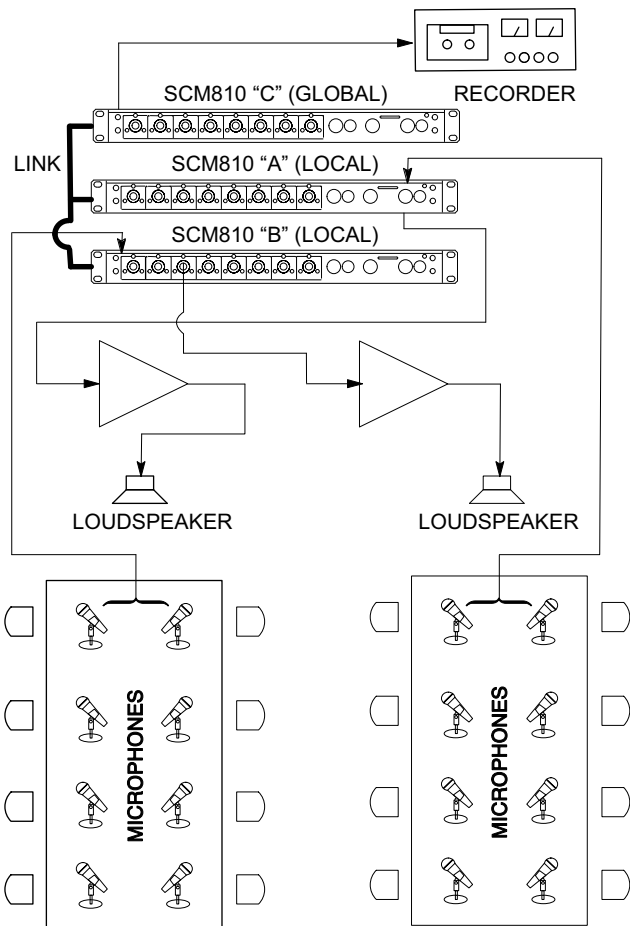 SCM810 “C” (GLOBAL)
RECORDER
LINK
SCM810 “A” (LOCAL)
SCM810 “B” (LOCAL)
LOUDSPEAKER
LOUDSPEAKER
MICROPHONES
MICROPHONES